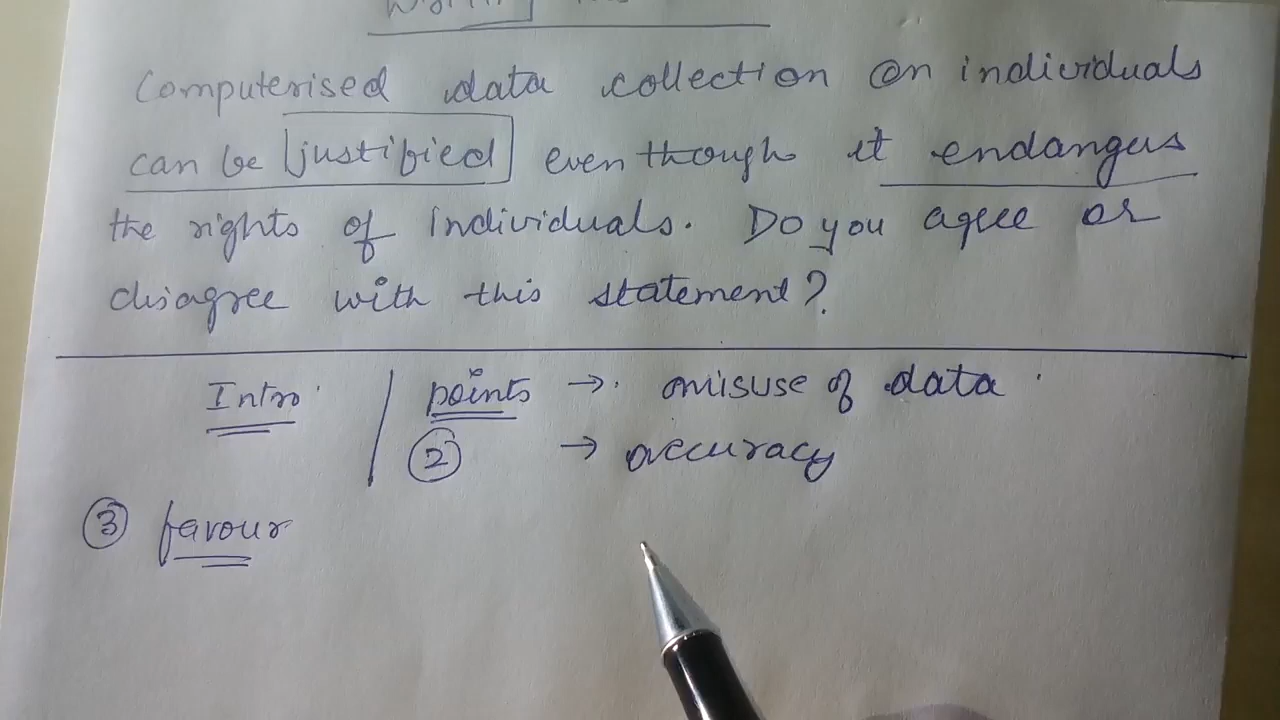 Computerised data collection on individuals
can be justified even though it endangers
the rights of individuals. Do you agree or
disagree with this statement?
Intro. / points → misuse of data.
② → accuracy
③ favour